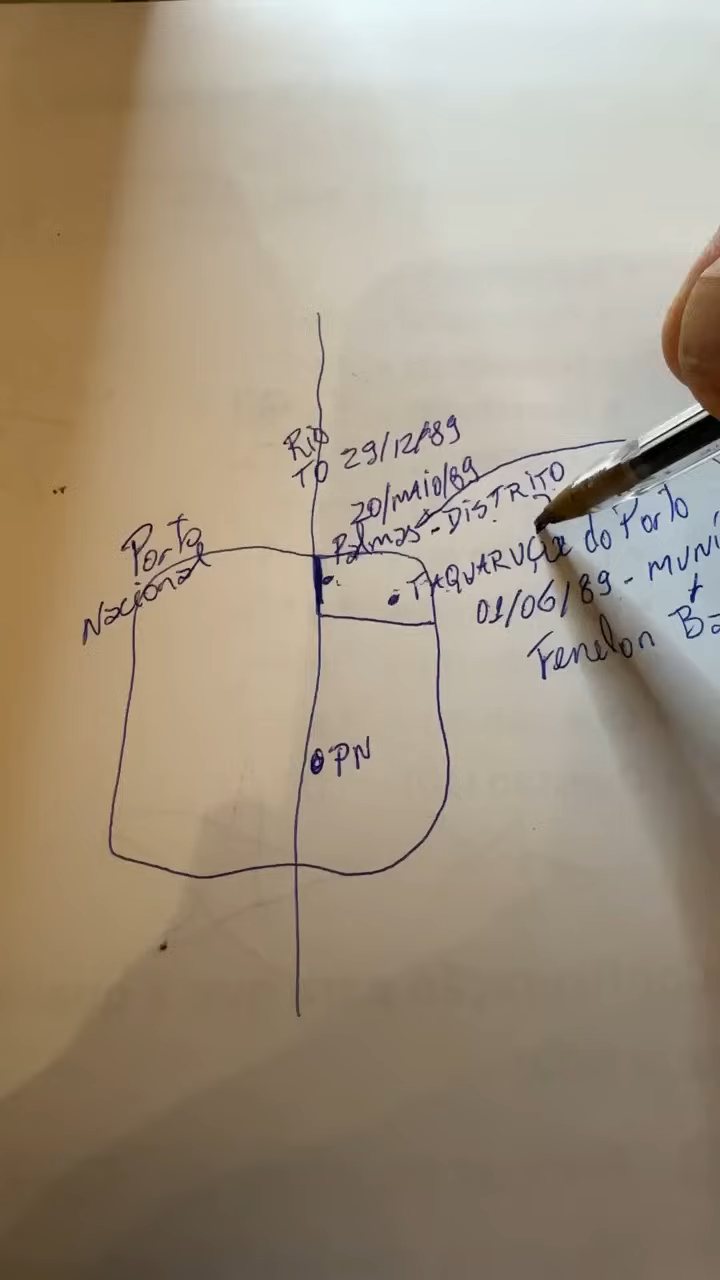 RIO
TO
29/12/89
20/MAIO/89
Palmas - DISTRITO
Porto
Nacional
TAQUARUÇU do Porto
01/06/89 - MUNI
+
Fenelon Ba
PN